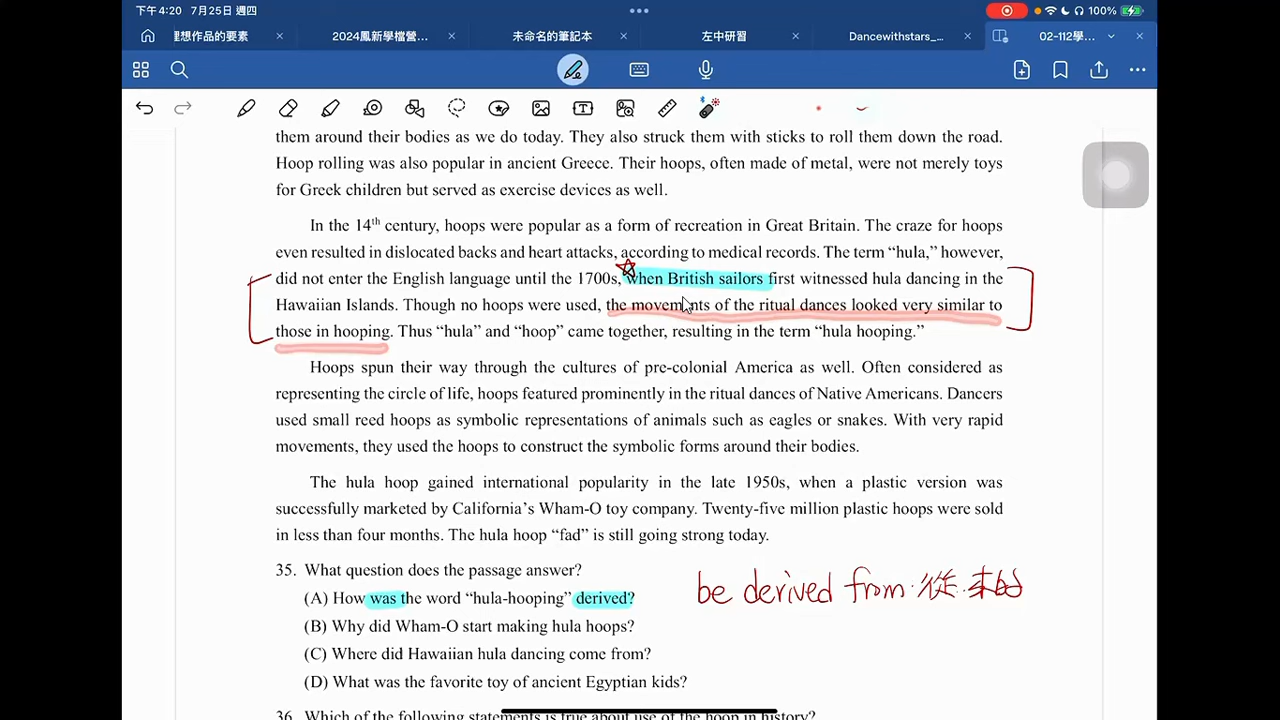 下午4:20 7月25日 週四
100%
理想作品的要素
2024鳳新學檔營...
未命名的筆記本
左中研習
Dancewithstars_...
02-112學...
them around their bodies as we do today. They also struck them with sticks to roll them down the road.
Hoop rolling was also popular in ancient Greece. Their hoops, often made of metal, were not merely toys
for Greek children but served as exercise devices as well.
In the 14th century, hoops were popular as a form of recreation in Great Britain. The craze for hoops
even resulted in dislocated backs and heart attacks, according to medical records. The term “hula,” however,
did not enter the English language until the 1700s, when British sailors first witnessed hula dancing in the
Hawaiian Islands. Though no hoops were used, the movements of the ritual dances looked very similar to
those in hooping. Thus “hula” and “hoop” came together, resulting in the term “hula hooping.”
Hoops spun their way through the cultures of pre-colonial America as well. Often considered as
representing the circle of life, hoops featured prominently in the ritual dances of Native Americans. Dancers
used small reed hoops as symbolic representations of animals such as eagles or snakes. With very rapid
movements, they used the hoops to construct the symbolic forms around their bodies.
The hula hoop gained international popularity in the late 1950s, when a plastic version was
successfully marketed by California’s Wham-O toy company. Twenty-five million plastic hoops were sold
in less than four months. The hula hoop “fad” is still going strong today.
35. What question does the passage answer?
(A) How was the word “hula-hooping” derived?
be derived from 從…來的
(B) Why did Wham-O start making hula hoops?
(C) Where did Hawaiian hula dancing come from?
(D) What was the favorite toy of ancient Egyptian kids?
36. Which of the following statements is true about use of the hoop in history?